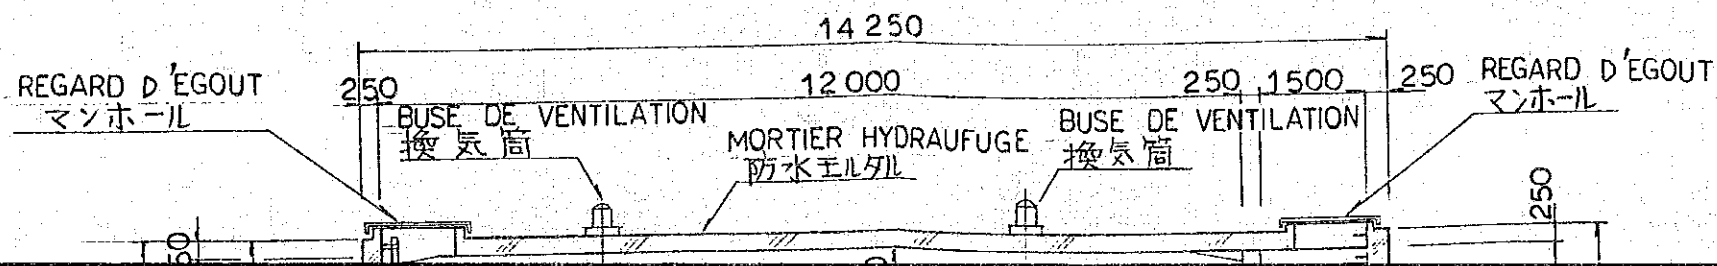 14 250
REGARD D'EGOUT
マンホール
250
12 000
250
1500
250
REGARD D'EGOUT
マンホール
BUSE DE VENTILATION
換気筒
MORTIER HYDRAUFUGE
防水モルタル
BUSE DE VENTILATION
換気筒
250